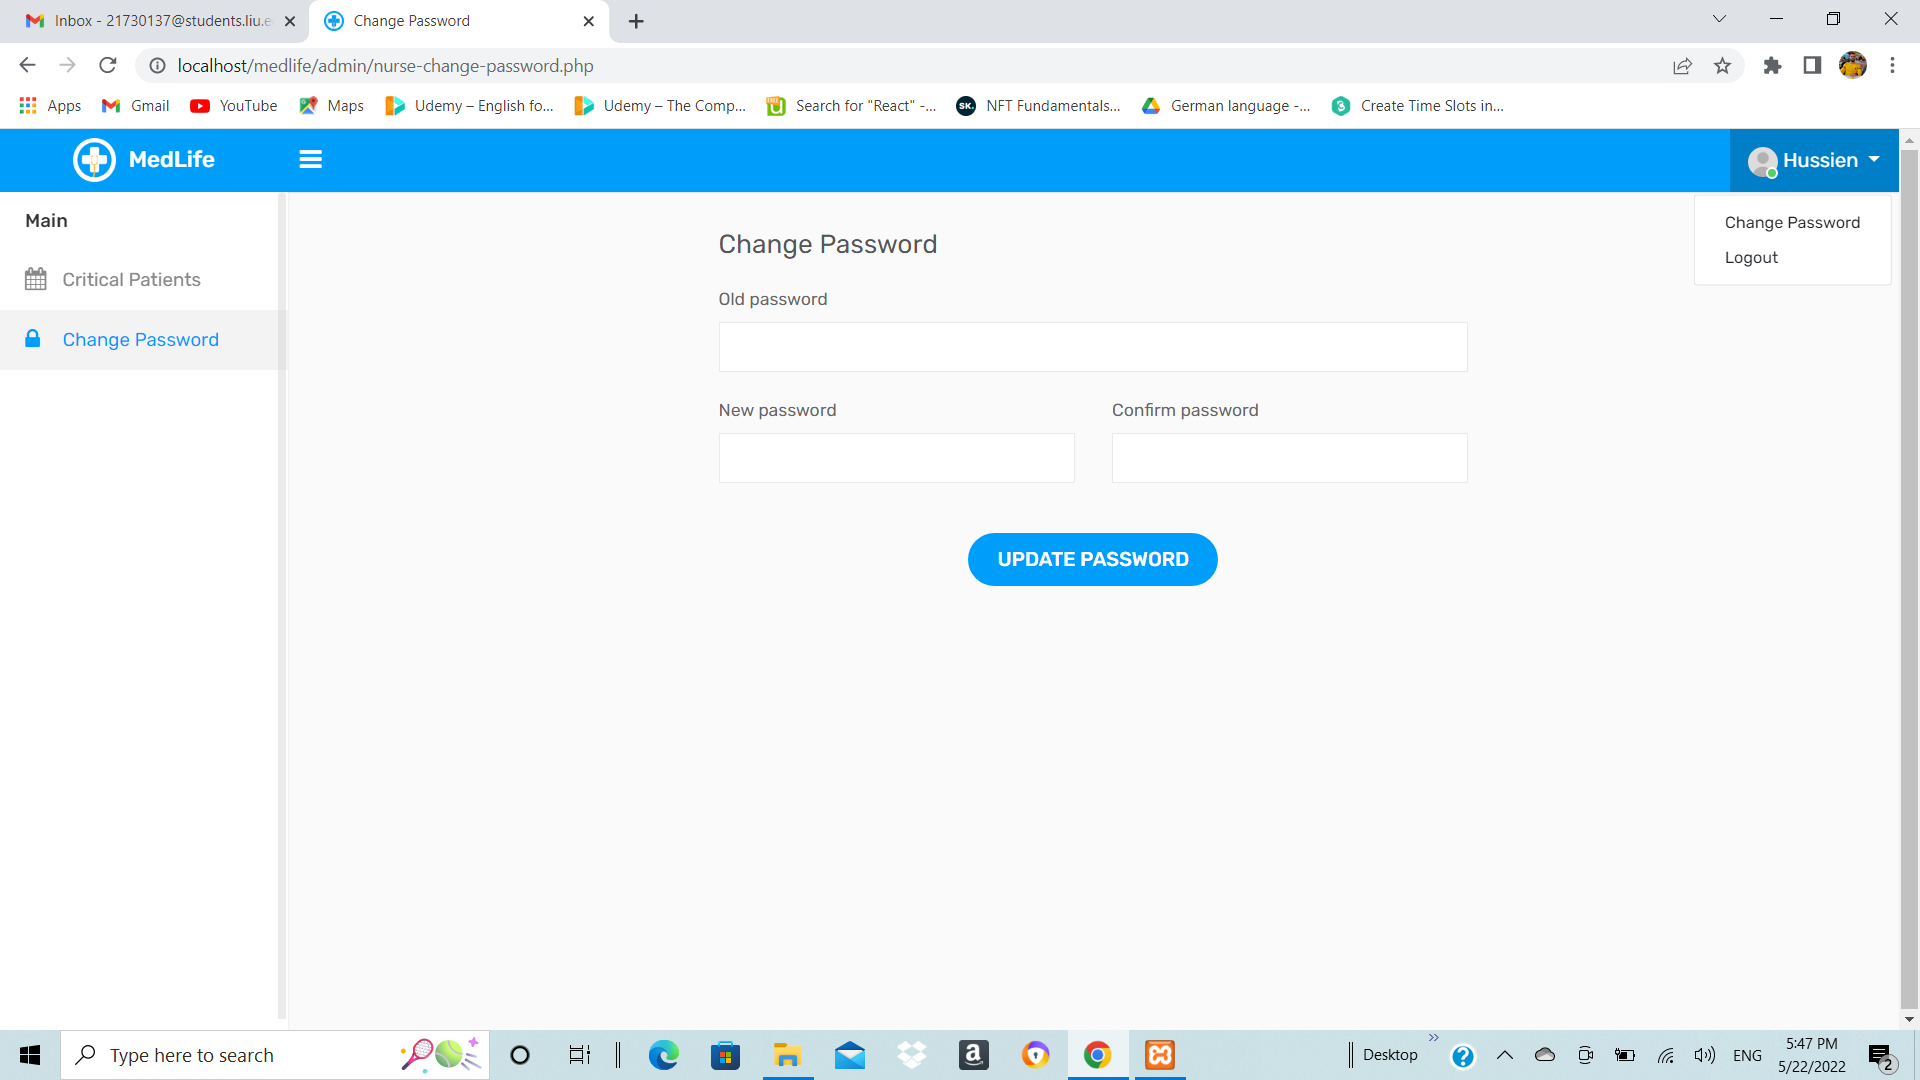 Inbox - 21730137@students.liu.e
Change Password
localhost/medlife/admin/nurse-change-password.php
Apps
Gmail
YouTube
Maps
Udemy – English fo...
Udemy – The Comp...
Search for "React" -...
SK.
NFT Fundamentals...
German language -...
Create Time Slots in...
MedLife
Hussien
Main
Critical Patients
Change Password
Change Password
Logout
Change Password
Old password
New password
Confirm password
UPDATE PASSWORD
Type here to search
Desktop
ENG
5:47 PM
5/22/2022
2